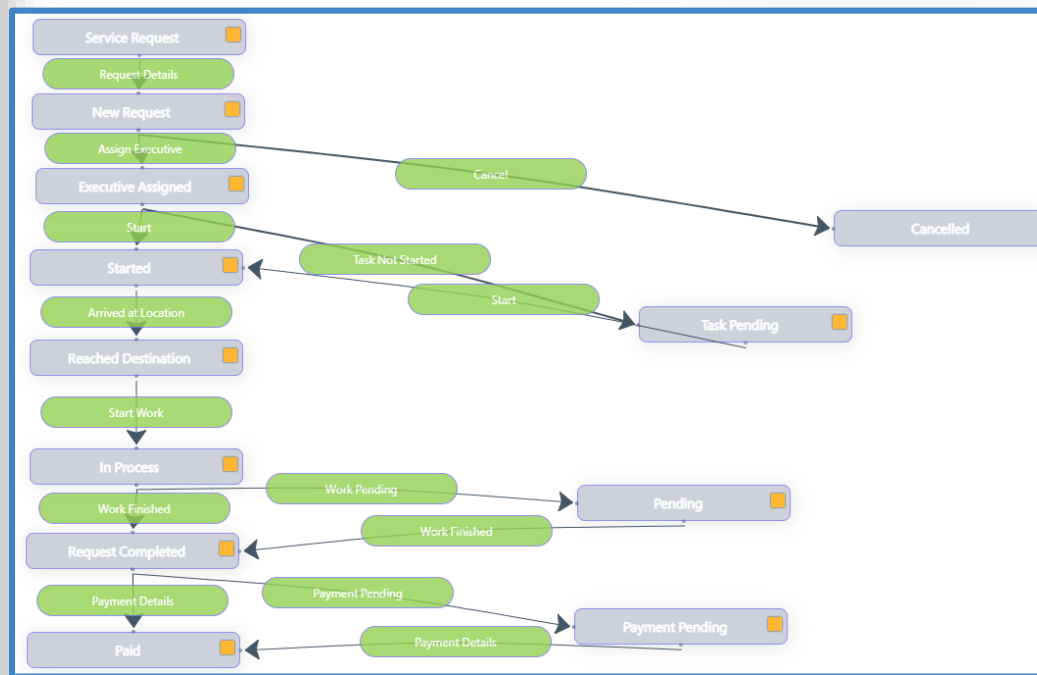 Service Request
Request Details
New Request
Assign Executive
Cancel
Executive Assigned
Cancelled
Start
Task Not Started
Started
Start
Arrived at Location
Task Pending
Reached Destination
Start Work
In Process
Work Pending
Pending
Work Finished
Work Finished
Request Completed
Payment Pending
Payment Details
Payment Pending
Payment Details
Paid